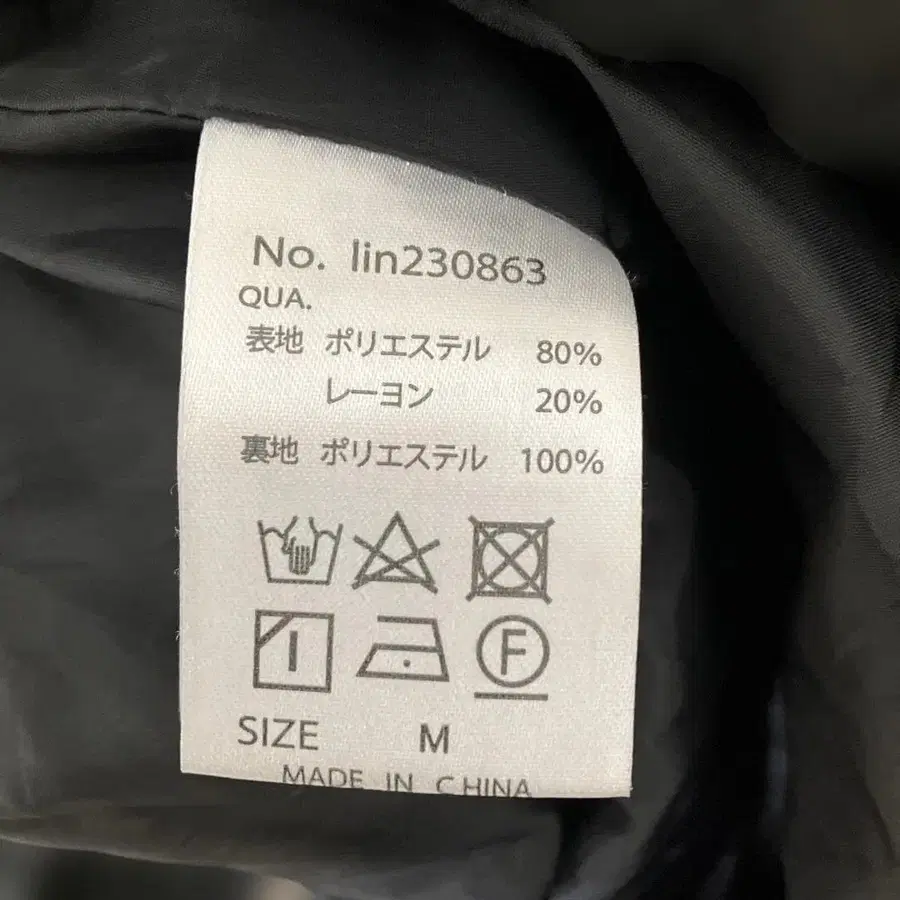 No. lin230863
QUA.
表地 ポリエステル 80%
レーヨン 20%
裏地 ポリエステル 100%
F
SIZE M
MADE IN CHINA